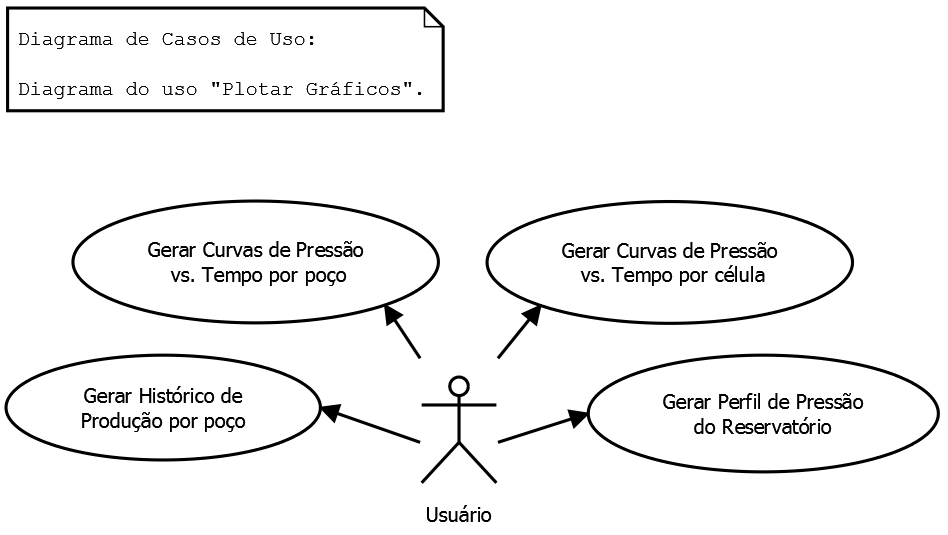 Diagrama de Casos de Uso:
Diagrama do uso "Plotar Gráficos".
Gerar Curvas de Pressão
vs. Tempo por poço
Gerar Curvas de Pressão
vs. Tempo por célula
Gerar Histórico de
Produção por poço
Gerar Perfil de Pressão
do Reservatório
Usuário